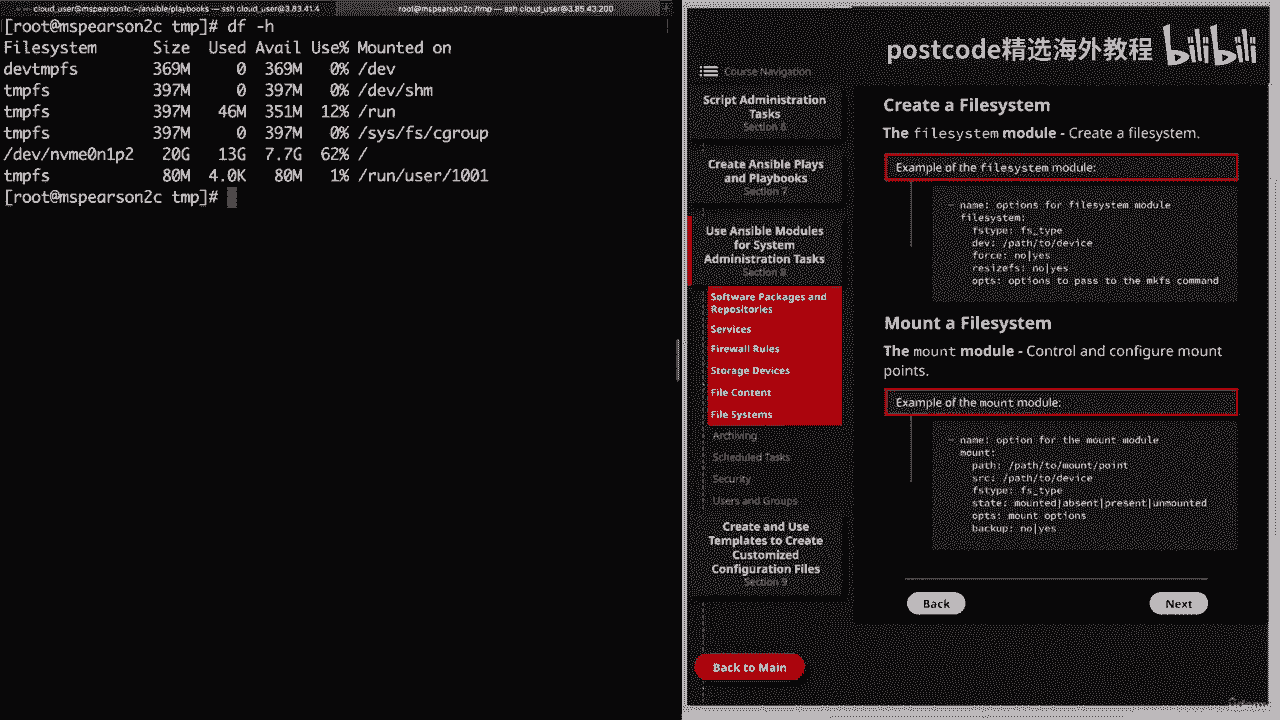 cloud_user@mspearson1c:~/ansible/playbooks — ssh cloud_user@3.83.41.4
root@mspearson2c:/tmp — ssh cloud_user@3.85.43.200
[root@mspearson2c tmp]# df -h
Filesystem Size Used Avail Use% Mounted on
devtmpfs 369M 0 369M 0% /dev
tmpfs 397M 0 397M 0% /dev/shm
tmpfs 397M 46M 351M 12% /run
tmpfs 397M 0 397M 0% /sys/fs/cgroup
/dev/nvme0n1p2 20G 13G 7.7G 62% /
tmpfs 80M 4.0K 80M 1% /run/user/1001
[root@mspearson2c tmp]#
postcode精选海外教程 bilibili
Course Navigation
Script Administration
Tasks
Section 6
Create Ansible Plays
and Playbooks
Section 7
Use Ansible Modules
for System
Administration Tasks
Section 8
Software Packages and
Repositories
Services
Firewall Rules
Storage Devices
File Content
File Systems
Archiving
Scheduled Tasks
Security
Users and Groups
Create and Use
Templates to Create
Customized
Configuration Files
Section 9
Back to Main
Create a Filesystem
The filesystem module - Create a filesystem.
Example of the filesystem module:
- name: options for filesystem module
filesystem:
fstype: fs_type
dev: /path/to/device
force: no|yes
resizefs: no|yes
opts: options to pass to the mkfs command
Mount a Filesystem
The mount module - Control and configure mount
points.
Example of the mount module:
- name: option for the mount module
mount:
path: /path/to/mount/point
src: /path/to/device
fstype: fs_type
state: mounted|absent|present|unmounted
opts: mount options
backup: no|yes
Back
Next